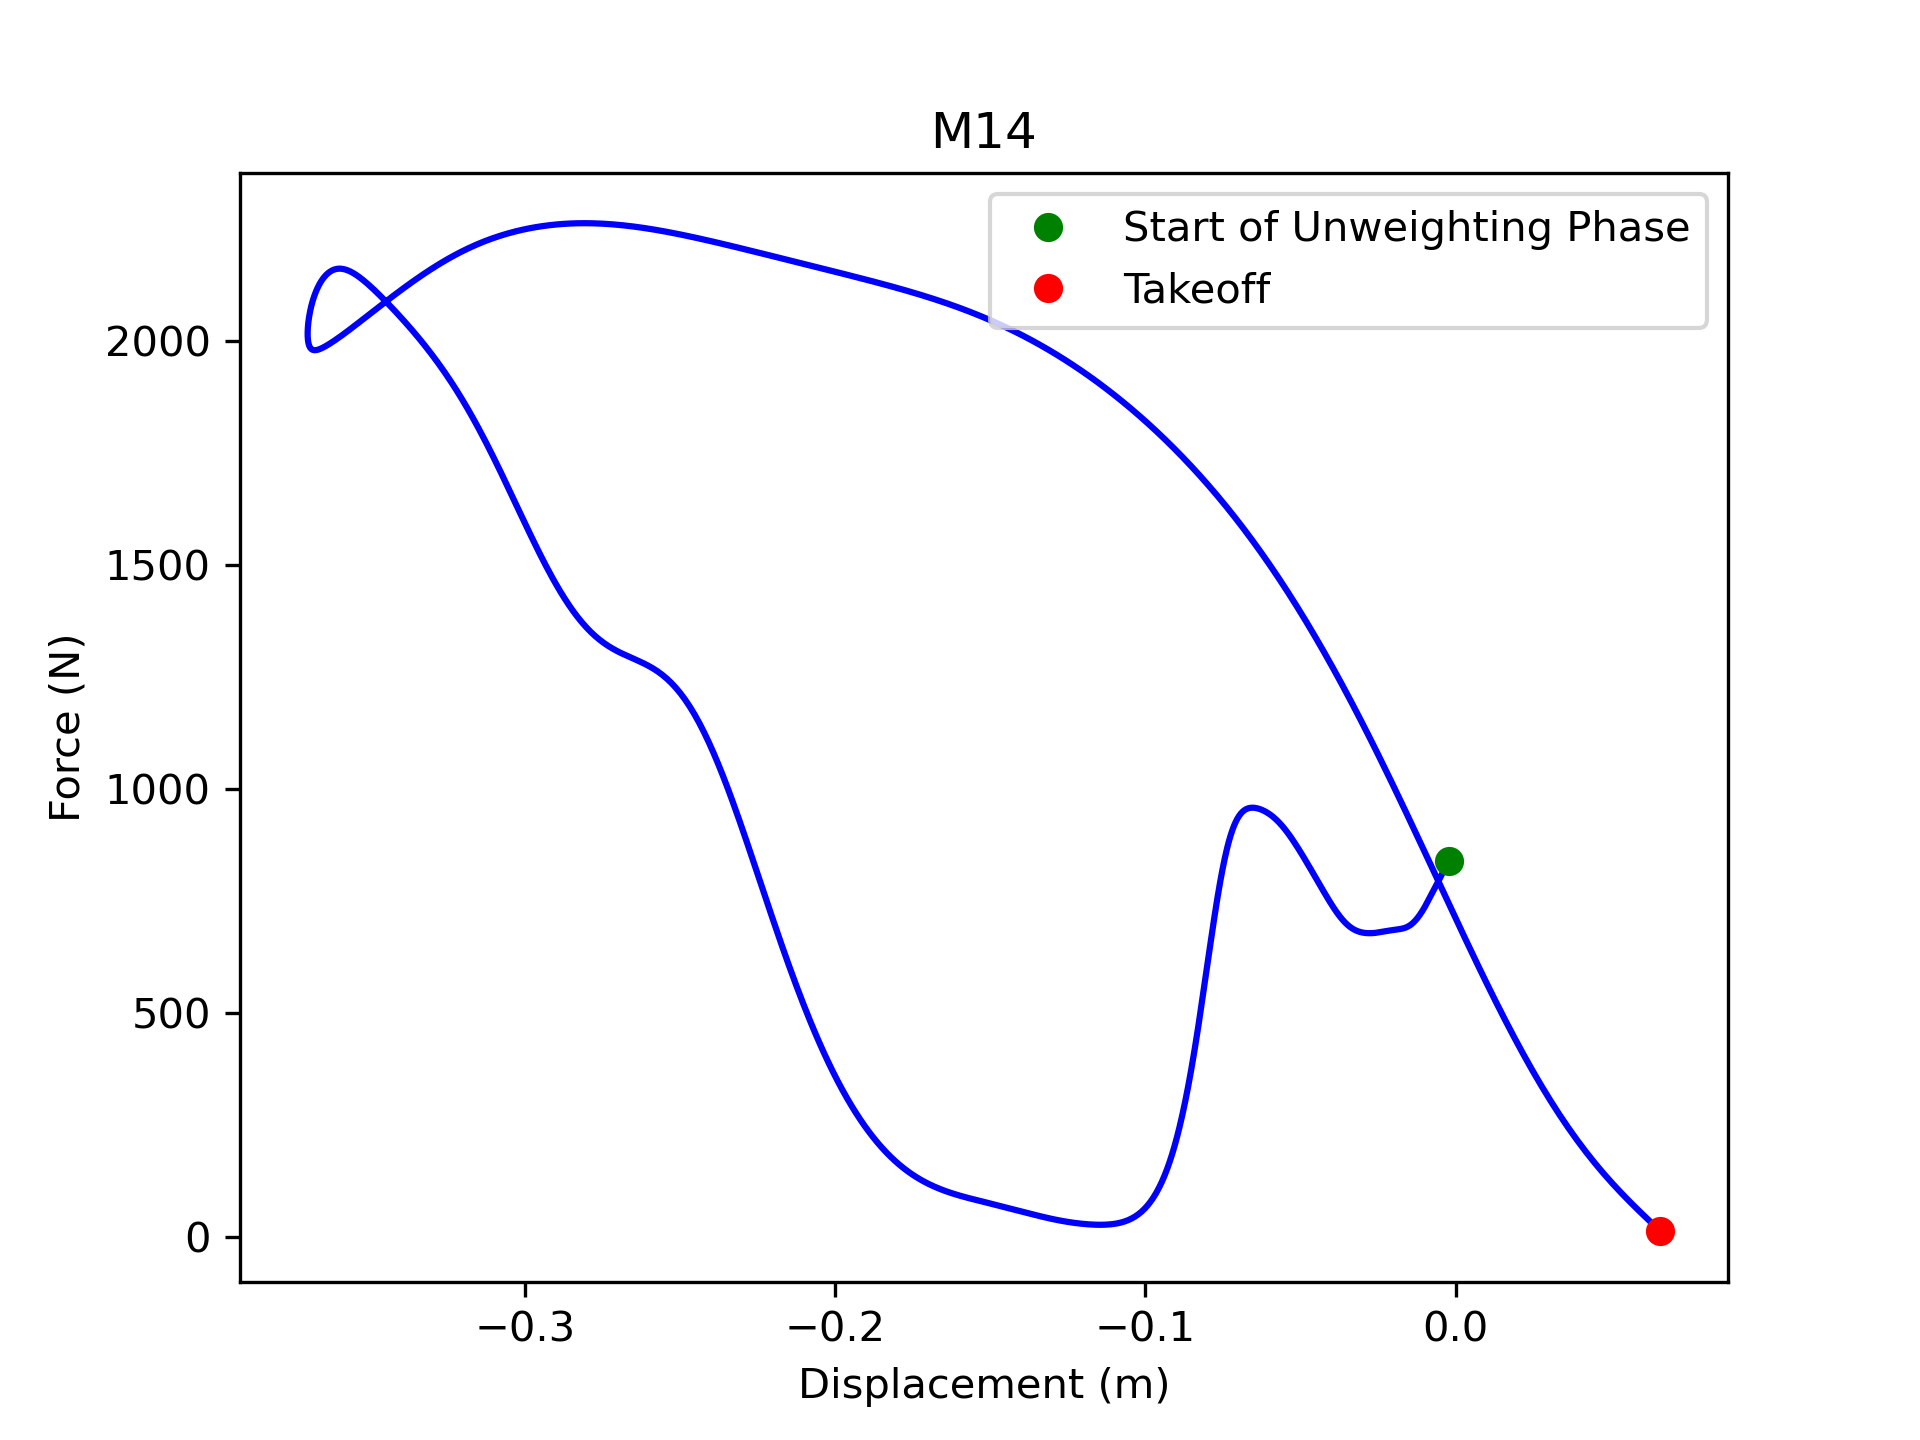 M14
Start of Unweighting Phase
Takeoff
2000
1500
1000
500
0
Force (N)
−0.3
−0.2
−0.1
0.0
Displacement (m)